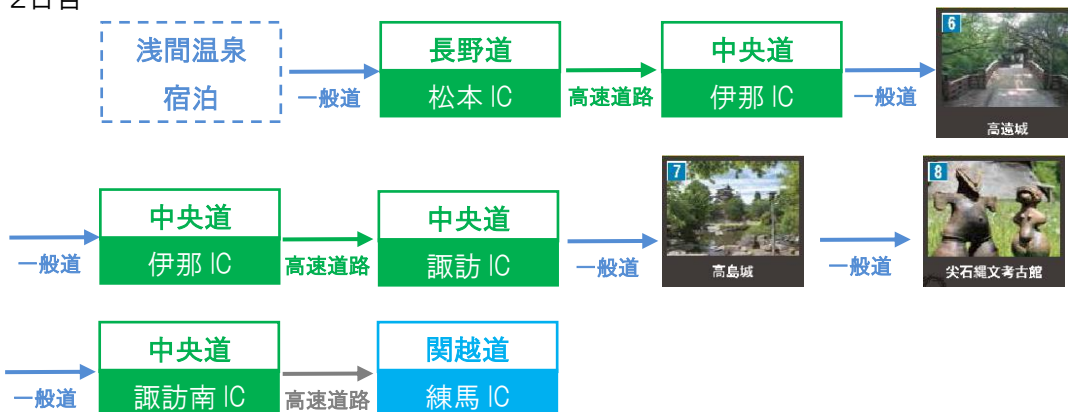 2日目
浅間温泉
宿泊
一般道
長野道
松本 IC
高速道路
中央道
伊那 IC
一般道
6
高遠城
一般道
中央道
伊那 IC
高速道路
中央道
諏訪 IC
一般道
7
高島城
一般道
8
尖石縄文考古館
一般道
中央道
諏訪南 IC
高速道路
関越道
練馬 IC